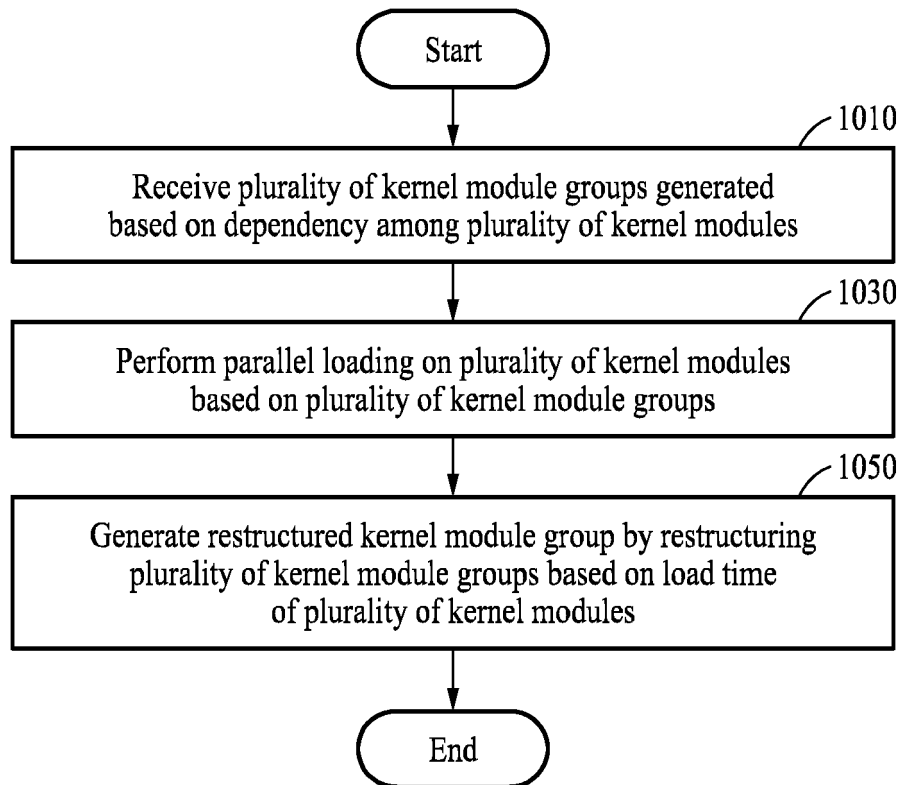 Start
1010
Receive plurality of kernel module groups generated
based on dependency among plurality of kernel modules
1030
Perform parallel loading on plurality of kernel modules
based on plurality of kernel module groups
1050
Generate restructured kernel module group by restructuring
plurality of kernel module groups based on load time
of plurality of kernel modules
End